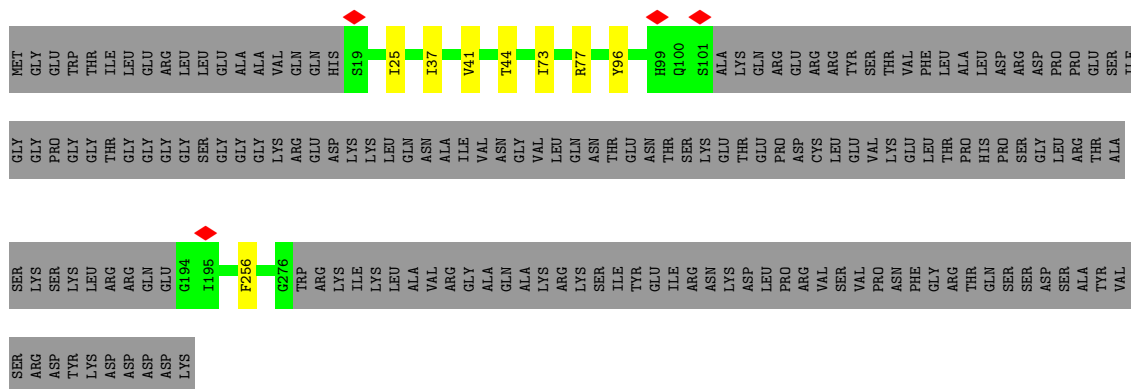 MET GLY GLU TRP THR ILE LEU GLU ARG LEU LEU GLU ALA ALA VAL GLN GLN HIS S19 I25 I37 V41 T44 I73 R77 Y96 H99 Q100 S101 ALA LYS GLN ARG GLU ARG ARG TYR SER THR VAL PHE LEU ALA LEU ASP ARG ASP PRO PRO GLU SER ILE
GLY GLY PRO GLY GLY THR GLY GLY GLY GLY SER GLY GLY GLY LYS ARG GLU ASP LYS LYS LEU GLN ASN ALA ILE VAL ASN GLY VAL LEU GLN ASN THR GLU ASN THR SER LYS GLU THR GLU PRO ASP CYS LEU GLU VAL LYS GLU LEU THR PRO HIS PRO SER GLY LEU ARG THR ALA
SER LYS SER LYS LEU ARG ARG GLN GLU G194 I195 F256 G276 TRP ARG LYS ILE LYS LEU ALA VAL ARG GLY ALA GLN ALA LYS ARG LYS SER ILE TYR GLU ILE ARG ASN LYS ASP LEU PRO ARG VAL SER VAL PRO ASN PHE GLY ARG THR GLN SER SER ASP SER ALA TYR VAL
SER ARG ASP TYR LYS ASP ASP ASP ASP LYS